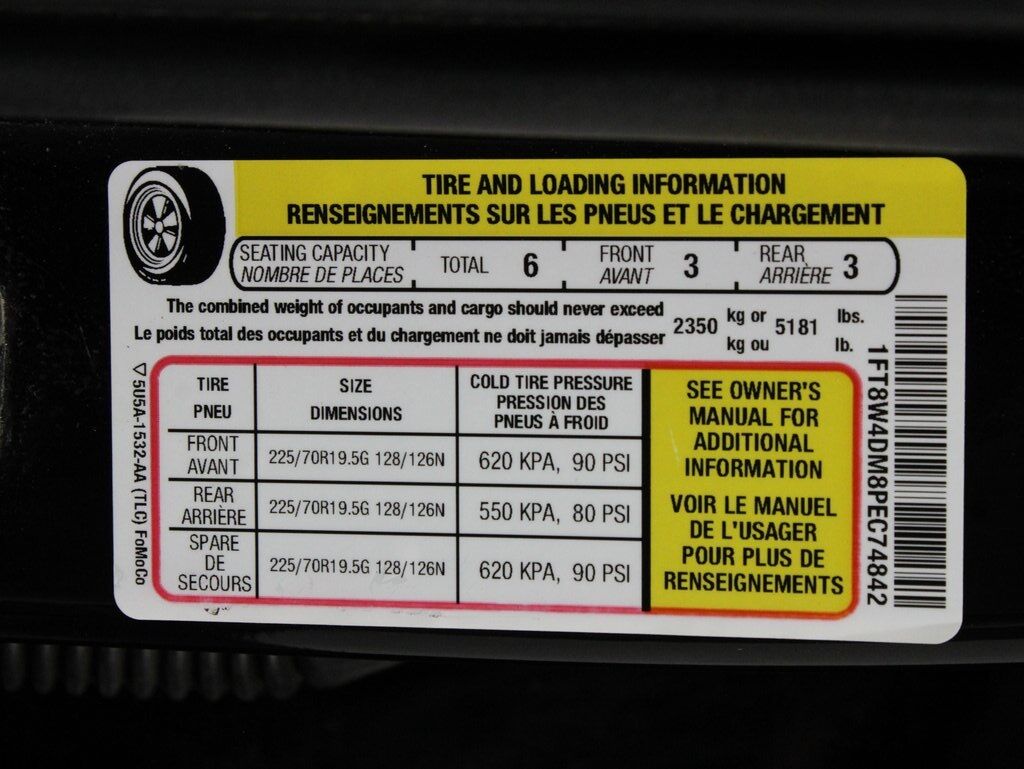 TIRE AND LOADING INFORMATION
RENSEIGNEMENTS SUR LES PNEUS ET LE CHARGEMENT
SEATING CAPACITY TOTAL 6 FRONT 3 REAR 3
NOMBRE DE PLACES AVANT ARRIÈRE
The combined weight of occupants and cargo should never exceed 2350 kg or 5181 lbs.
Le poids total des occupants et du chargement ne doit jamais dépasser kg ou lb.
TIRE SIZE COLD TIRE PRESSURE
PNEU DIMENSIONS PRESSION DES
PNEUS À FROID
FRONT
AVANT 225/70R19.5G 128/126N 620 KPA, 90 PSI
REAR
ARRIÈRE 225/70R19.5G 128/126N 550 KPA, 80 PSI
SPARE
DE
SECOURS 225/70R19.5G 128/126N 620 KPA, 90 PSI
SEE OWNER'S
MANUAL FOR
ADDITIONAL
INFORMATION
VOIR LE MANUEL
DE L'USAGER
POUR PLUS DE
RENSEIGNEMENTS
5U5A-1532-AA (TLC) FoMoCo
1FT8W4DM8PEC74842